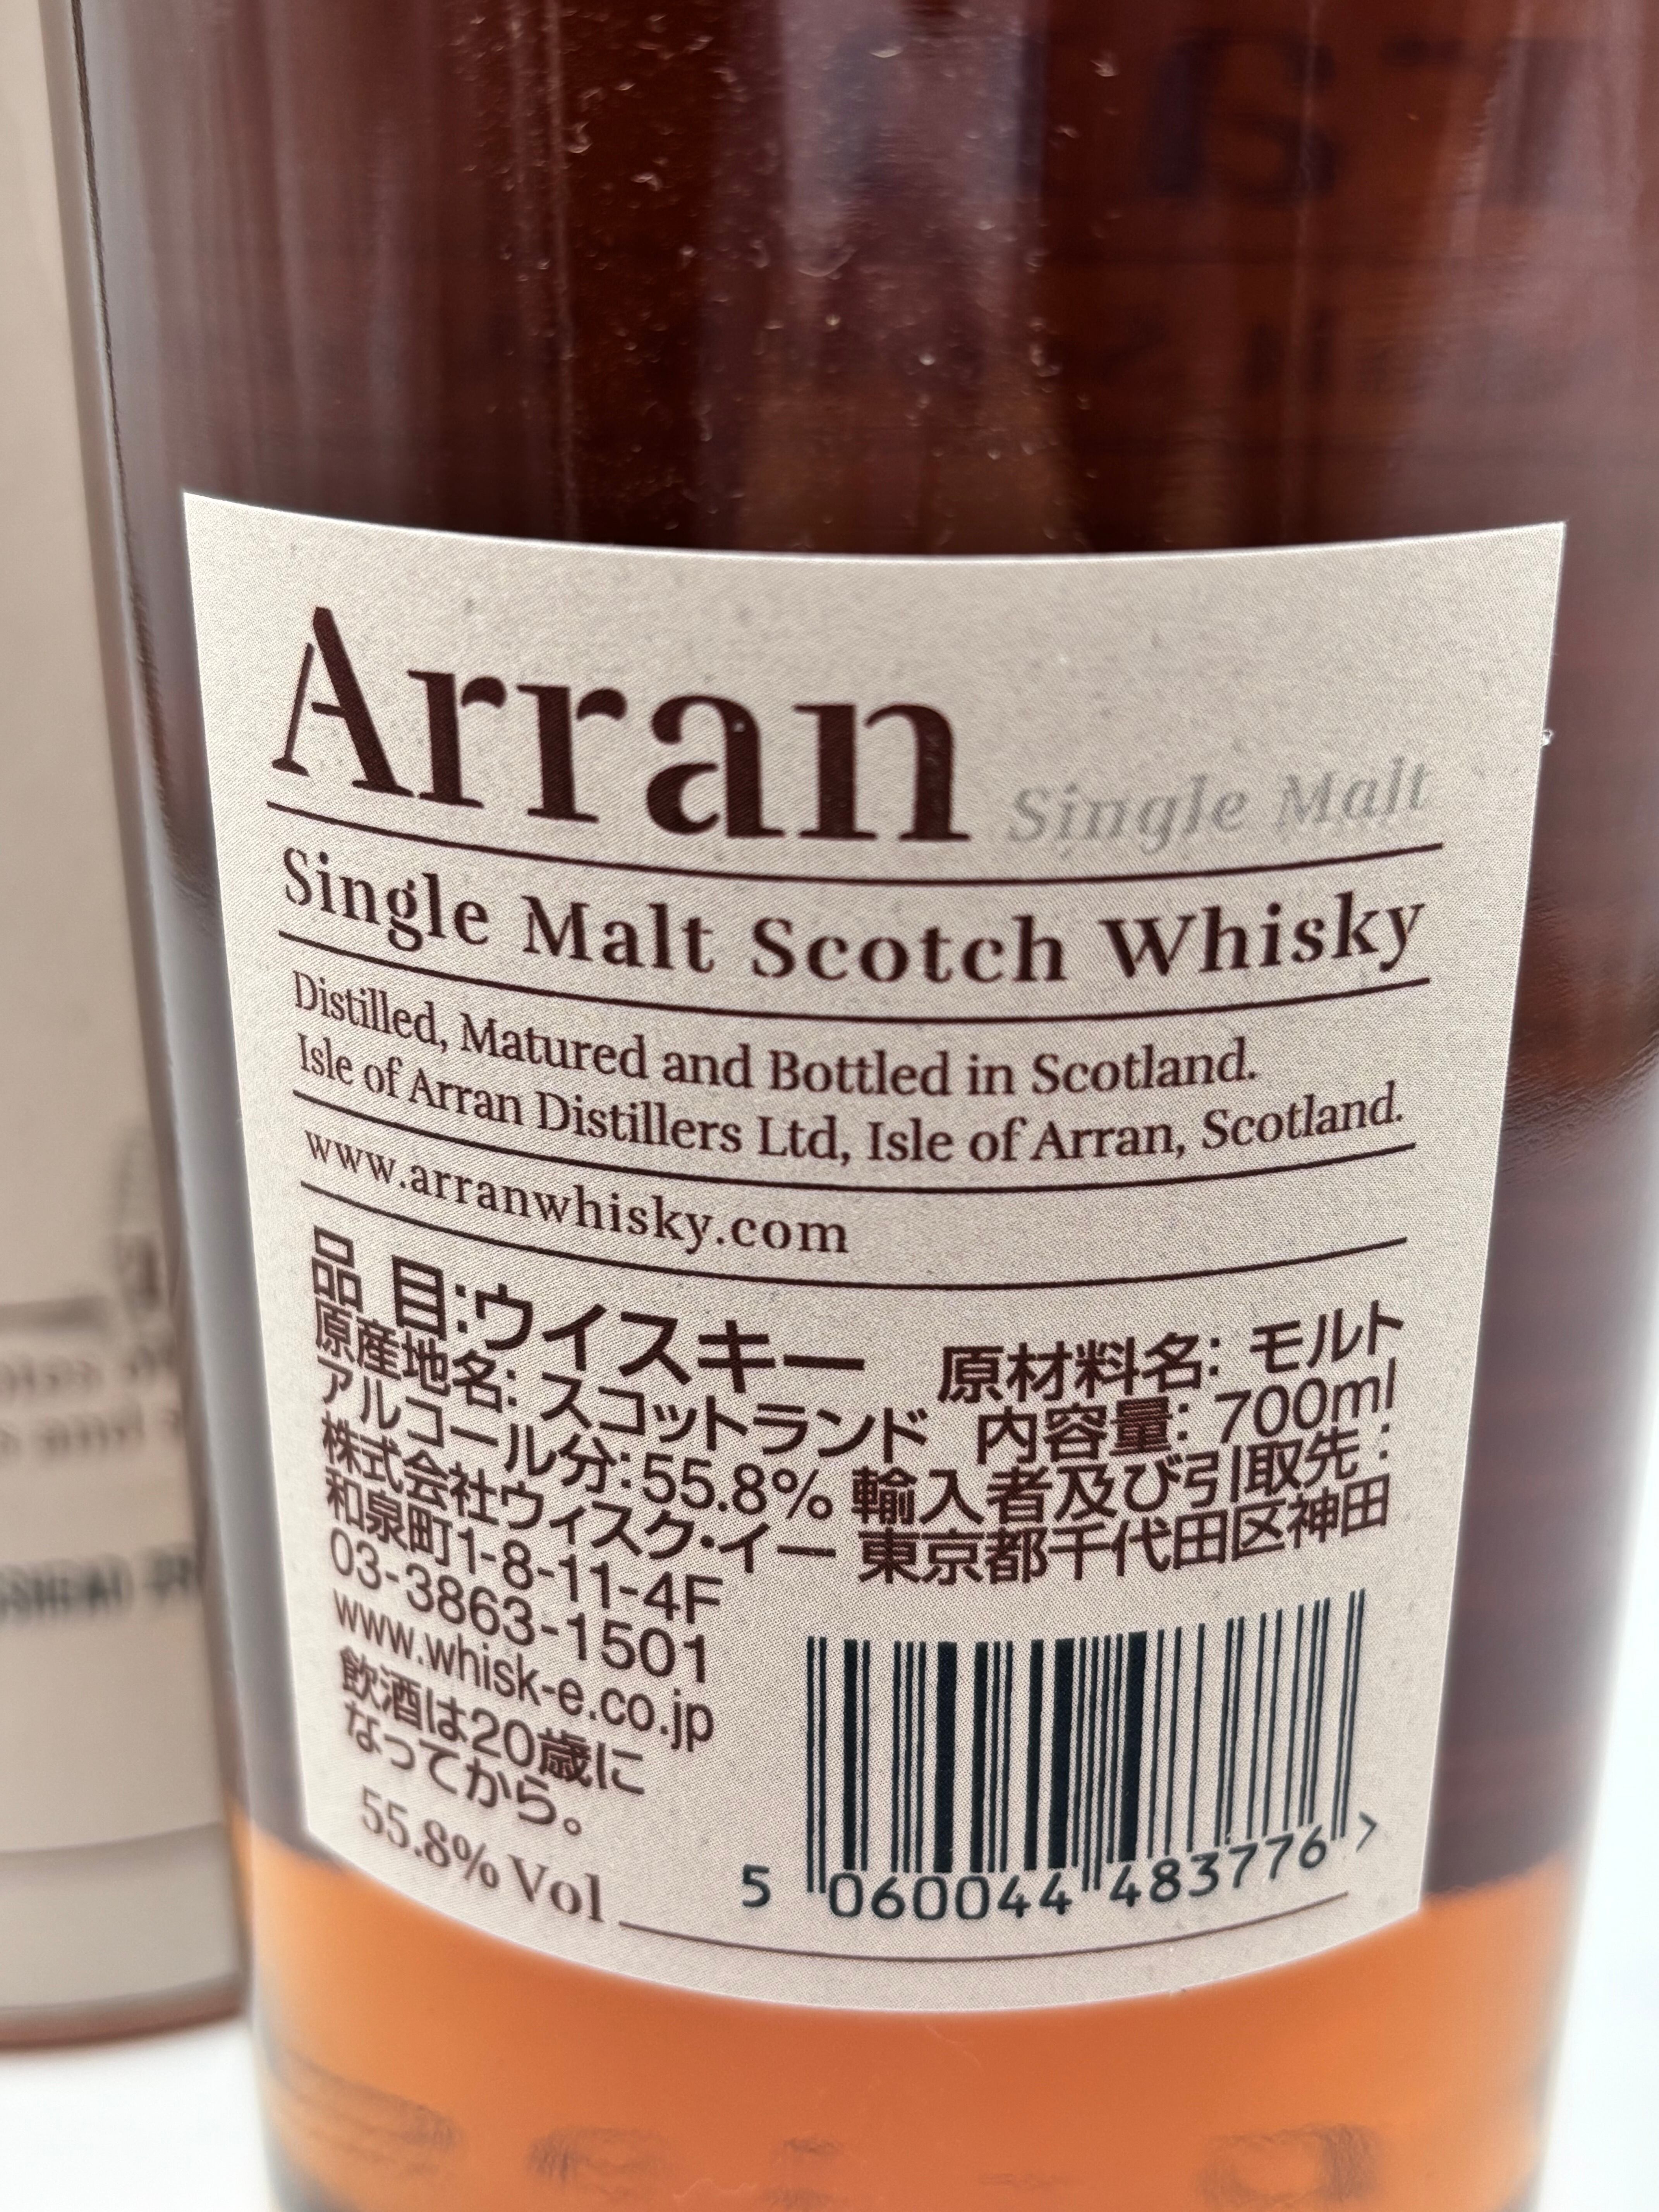 Arran Single Malt
Single Malt Scotch Whisky
Distilled, Matured and Bottled in Scotland.
Isle of Arran Distillers Ltd, Isle of Arran, Scotland.
www.arranwhisky.com
品 目:ウイスキー 原材料名: モルト
原産地名: スコットランド 内容量: 700ml
アルコール分:55.8% 輸入者及び引取先:
株式会社ウィスク・イー 東京都千代田区神田
和泉町1-8-11-4F
03-3863-1501
www.whisk-e.co.jp
飲酒は20歳に
なってから。
55.8% Vol
5 060044 483776 >